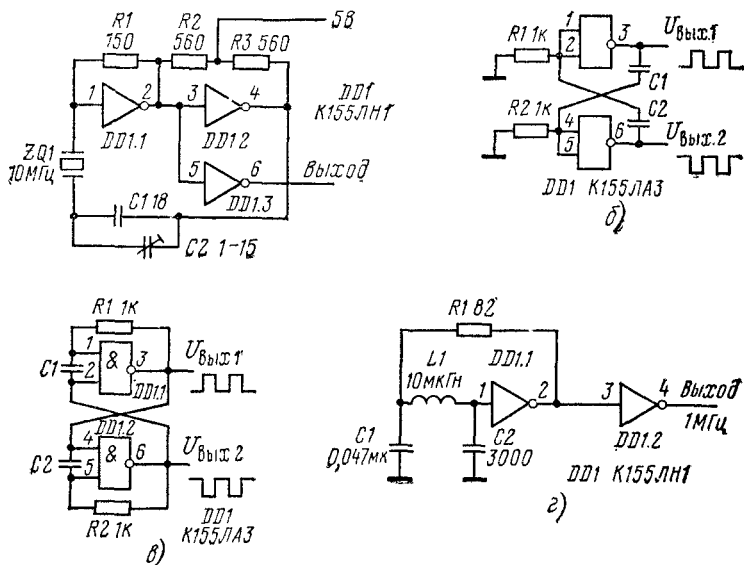 R1
150
R2
560
R3 560
5В
1
2
3
4
DD1.1
DD1.2
DD1
К155ЛН1
5
6
DD1.3
Выход
ZQ1
10МГц
C1 18
C2 1-15
R1 1к
1
2
3
Uвых.1
C1
C2
R2 1к
4
5
6
Uвых.2
DD1 К155ЛА3
б)
R1 1к
1
2
&
3
C1
DD1.1
Uвых 1
DD1.2
4
5
&
6
C2
Uвых 2
R2 1к
DD1
К155ЛА3
в)
R1 82
L1
10мкГн
DD1.1
1
2
3
4
Выход
1МГц
DD1.2
C1
0,047мк
C2
3000
DD1 К155ЛН1
г)